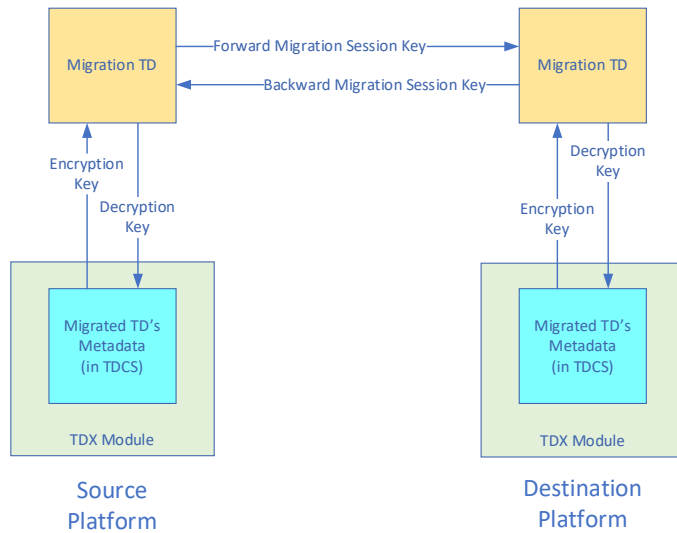 Migration TD
Forward Migration Session Key
Backward Migration Session Key
Migration TD
Encryption
Key
Decryption
Key
Encryption
Key
Decryption
Key
Migrated TD's
Metadata
(in TDCS)
TDX Module
Migrated TD's
Metadata
(in TDCS)
TDX Module
Source
Platform
Destination
Platform